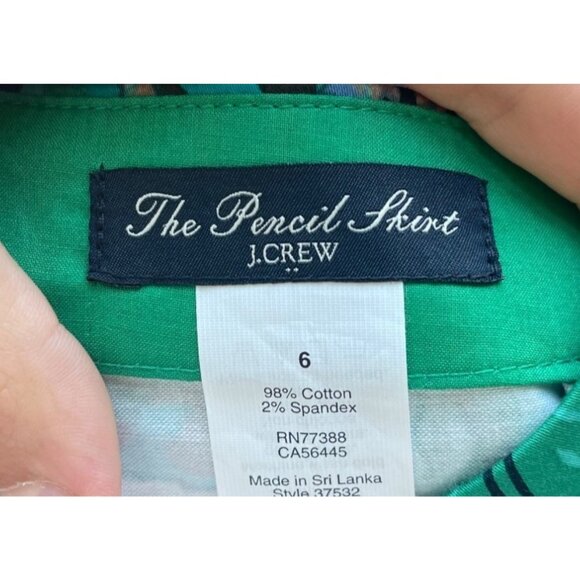 The Pencil Skirt
J.CREW
6
98% Cotton
2% Spandex
RN77388
CA56445
Made in Sri Lanka
Style 37532